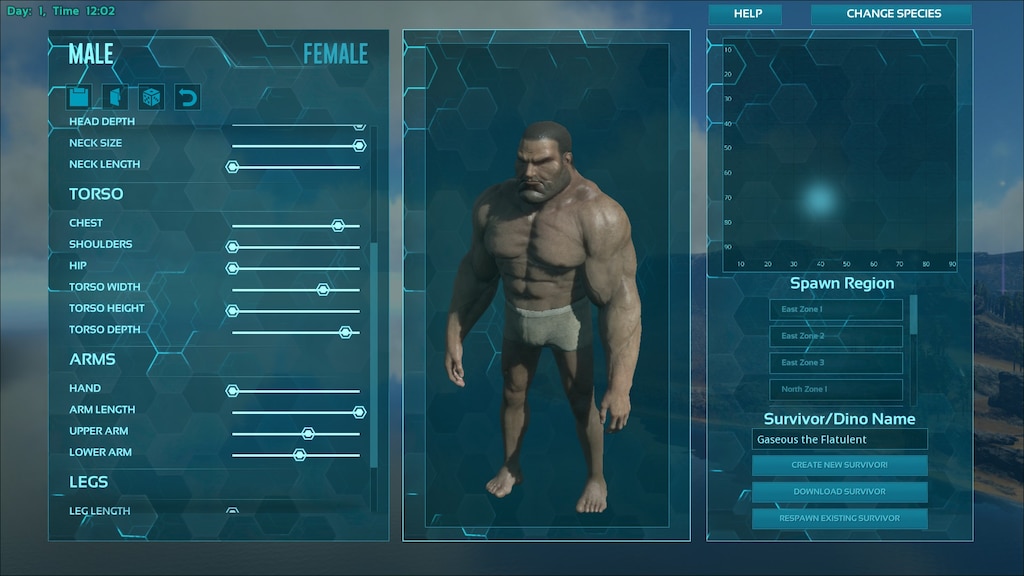 Day: 1, Time 12:02
HELP
CHANGE SPECIES
MALE
FEMALE
HEAD DEPTH
NECK SIZE
NECK LENGTH
TORSO
CHEST
SHOULDERS
HIP
TORSO WIDTH
TORSO HEIGHT
TORSO DEPTH
ARMS
HAND
ARM LENGTH
UPPER ARM
LOWER ARM
LEGS
LEG LENGTH
10
20
30
40
50
60
70
80
90
10 20 30 40 50 60 70 80 90
Spawn Region
East Zone 1
East Zone 2
East Zone 3
North Zone 1
Survivor/Dino Name
Gaseous the Flatulent
CREATE NEW SURVIVOR!
DOWNLOAD SURVIVOR
RESPAWN EXISTING SURVIVOR